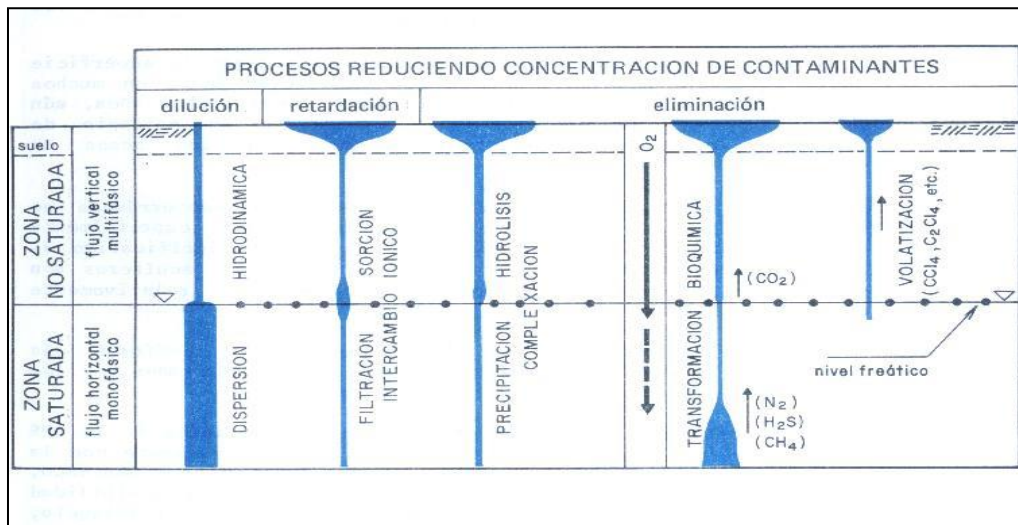 PROCESOS REDUCIENDO CONCENTRACION DE CONTAMINANTES
dilución
retardación
eliminación
suelo
ZONA
NO SATURADA
flujo vertical
multifásico
ZONA
SATURADA
flujo horizontal
monofásico
DISPERSION HIDRODINAMICA
FILTRACION SORCION
INTERCAMBIO IONICO
PRECIPITACION HIDROLISIS
COMPLEXACION
O₂
TRANSFORMACION BIOQUIMICA
(CO₂)
(N₂)
(H₂S)
(CH₄)
VOLATIZACION
(CCl₄, C₂Cl₄, etc.)
nivel freático